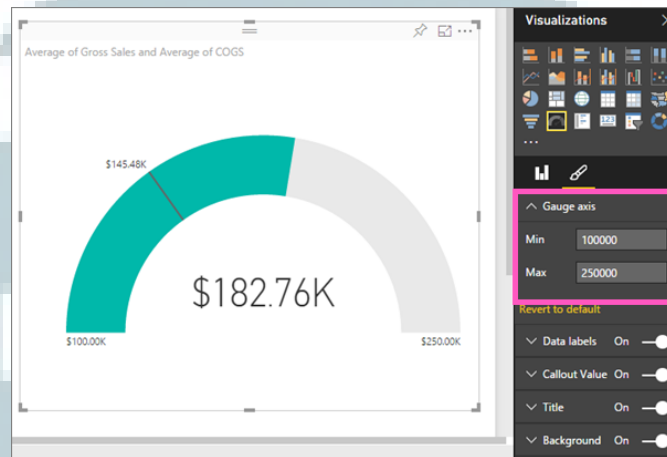 Visualizations
Average of Gross Sales and Average of COGS
$145.48K
$182.76K
$100.00K
$250.00K
123
Gauge axis
Min 100000
Max 250000
Revert to default
Data labels On
Callout Value On
Title On
Background On